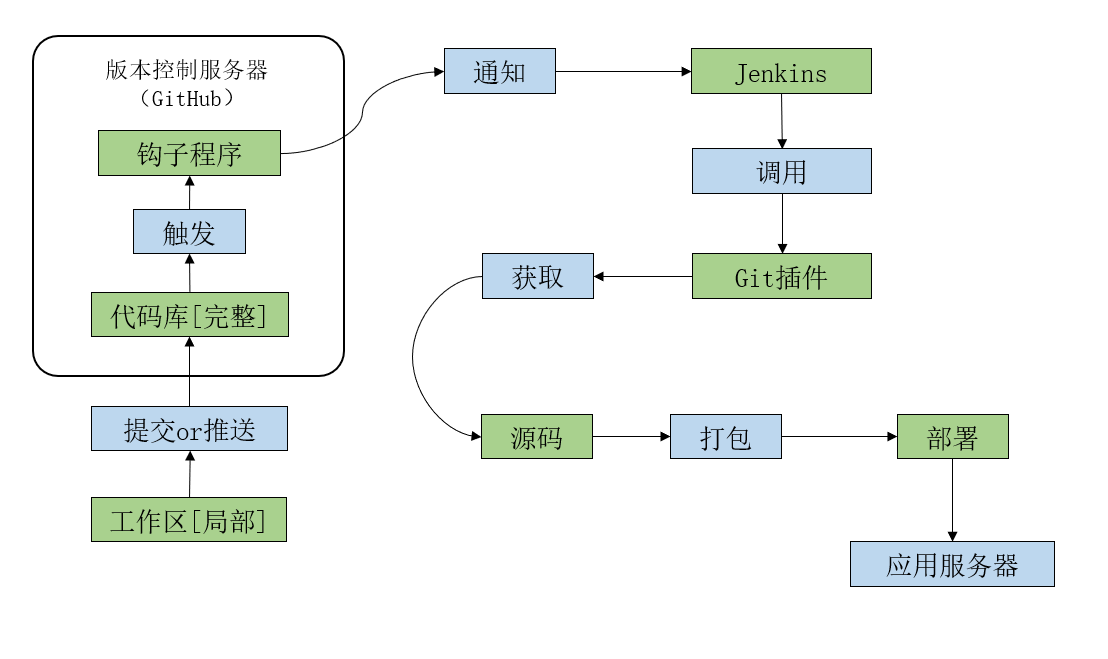 版本控制服务器
（GitHub）
钩子程序
触发
代码库[完整]
提交or推送
工作区[局部]
通知
Jenkins
调用
Git插件
获取
源码
打包
部署
应用服务器